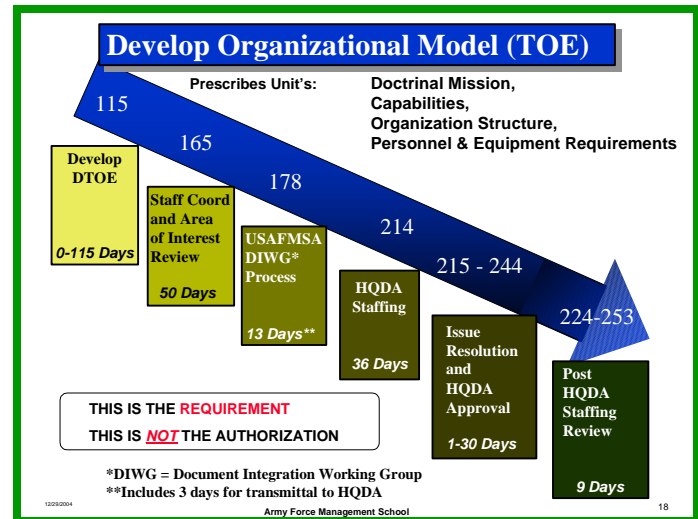 Develop Organizational Model (TOE)
Prescribes Unit's:
Doctrinal Mission,
Capabilities,
Organization Structure,
Personnel & Equipment Requirements
115
165
178
214
215 - 244
224-253
Develop
DTOE
0-115 Days
Staff Coord
and Area
of Interest
Review
50 Days
USAFMSA
DIWG*
Process
13 Days**
HQDA
Staffing
36 Days
Issue
Resolution
and
HQDA
Approval
1-30 Days
Post
HQDA
Staffing
Review
9 Days
THIS IS THE REQUIREMENT
THIS IS NOT THE AUTHORIZATION
*DIWG = Document Integration Working Group
**Includes 3 days for transmittal to HQDA
12/29/2004
Army Force Management School
18